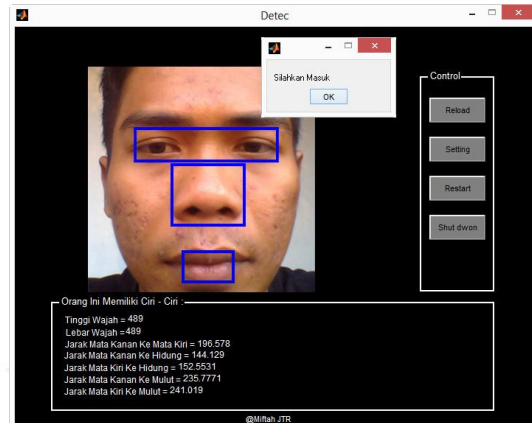 Detec
Silahkan Masuk
OK
Control
Reload
Setting
Restart
Shut dwon
Orang Ini Memiliki Ciri - Ciri :
Tinggi Wajah = 489
Lebar Wajah =489
Jarak Mata Kanan Ke Mata Kiri = 196.578
Jarak Mata Kanan Ke Hidung = 144.129
Jarak Mata Kiri Ke Hidung = 152.5531
Jarak Mata Kanan Ke Mulut = 235.7771
Jarak Mata Kiri Ke Mulut = 241.019
@Miftah JTR